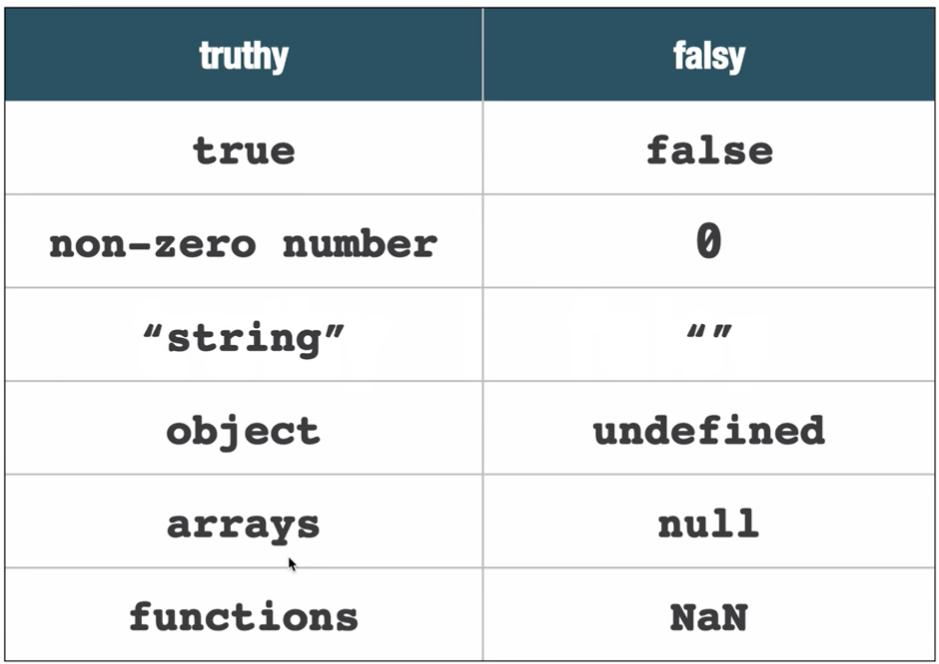 truthy falsy
true false
non-zero number 0
“string” “”
object undefined
arrays null
functions NaN